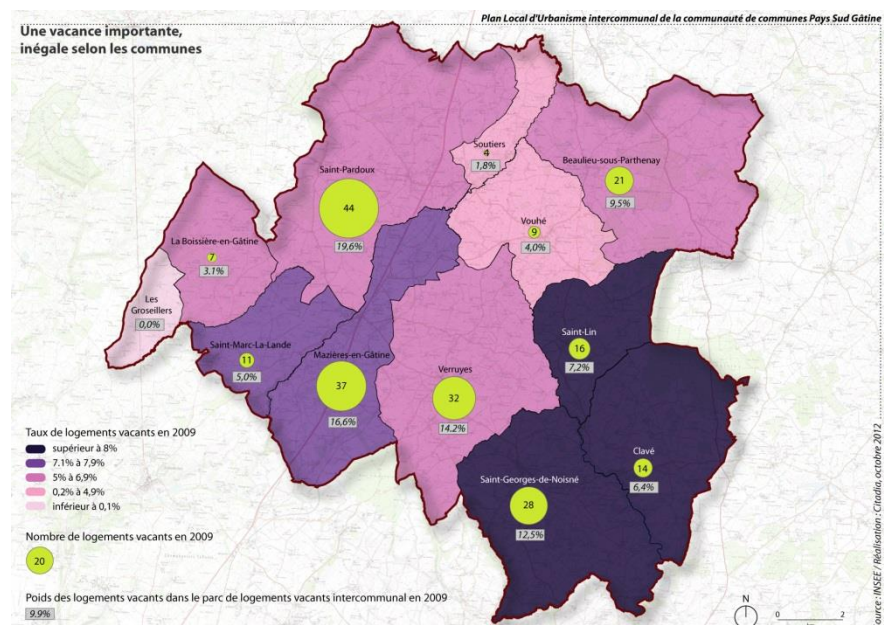 Plan Local d'Urbanisme intercommunal de la communauté de communes Pays Sud Gâtine
Une vacance importante,
inégale selon les communes
Soutiers
4
1,8%
Beaulieu-sous-Parthenay
21
9,5%
Saint-Pardoux
44
19,6%
Vouhé
9
4,0%
La Boissière-en-Gâtine
7
3.1%
Les
Groseillers
0,0%
Saint-Marc-La-Lande
11
5,0%
Mazières-en-Gâtine
37
16,6%
Verruyes
32
14.2%
Saint-Lin
16
7,2%
Clavé
14
6,4%
Saint-Georges-de-Noisné
28
12,5%
Taux de logements vacants en 2009
supérieur à 8%
7.1% à 7,9%
5% à 6,9%
0,2% à 4,9%
inférieur à 0,1%
Nombre de logements vacants en 2009
20
Poids des logements vacants dans le parc de logements vacants intercommunal en 2009
9.9%
N
0 2
ource : INSEE / Réalisation : Citadia, octobre 2012